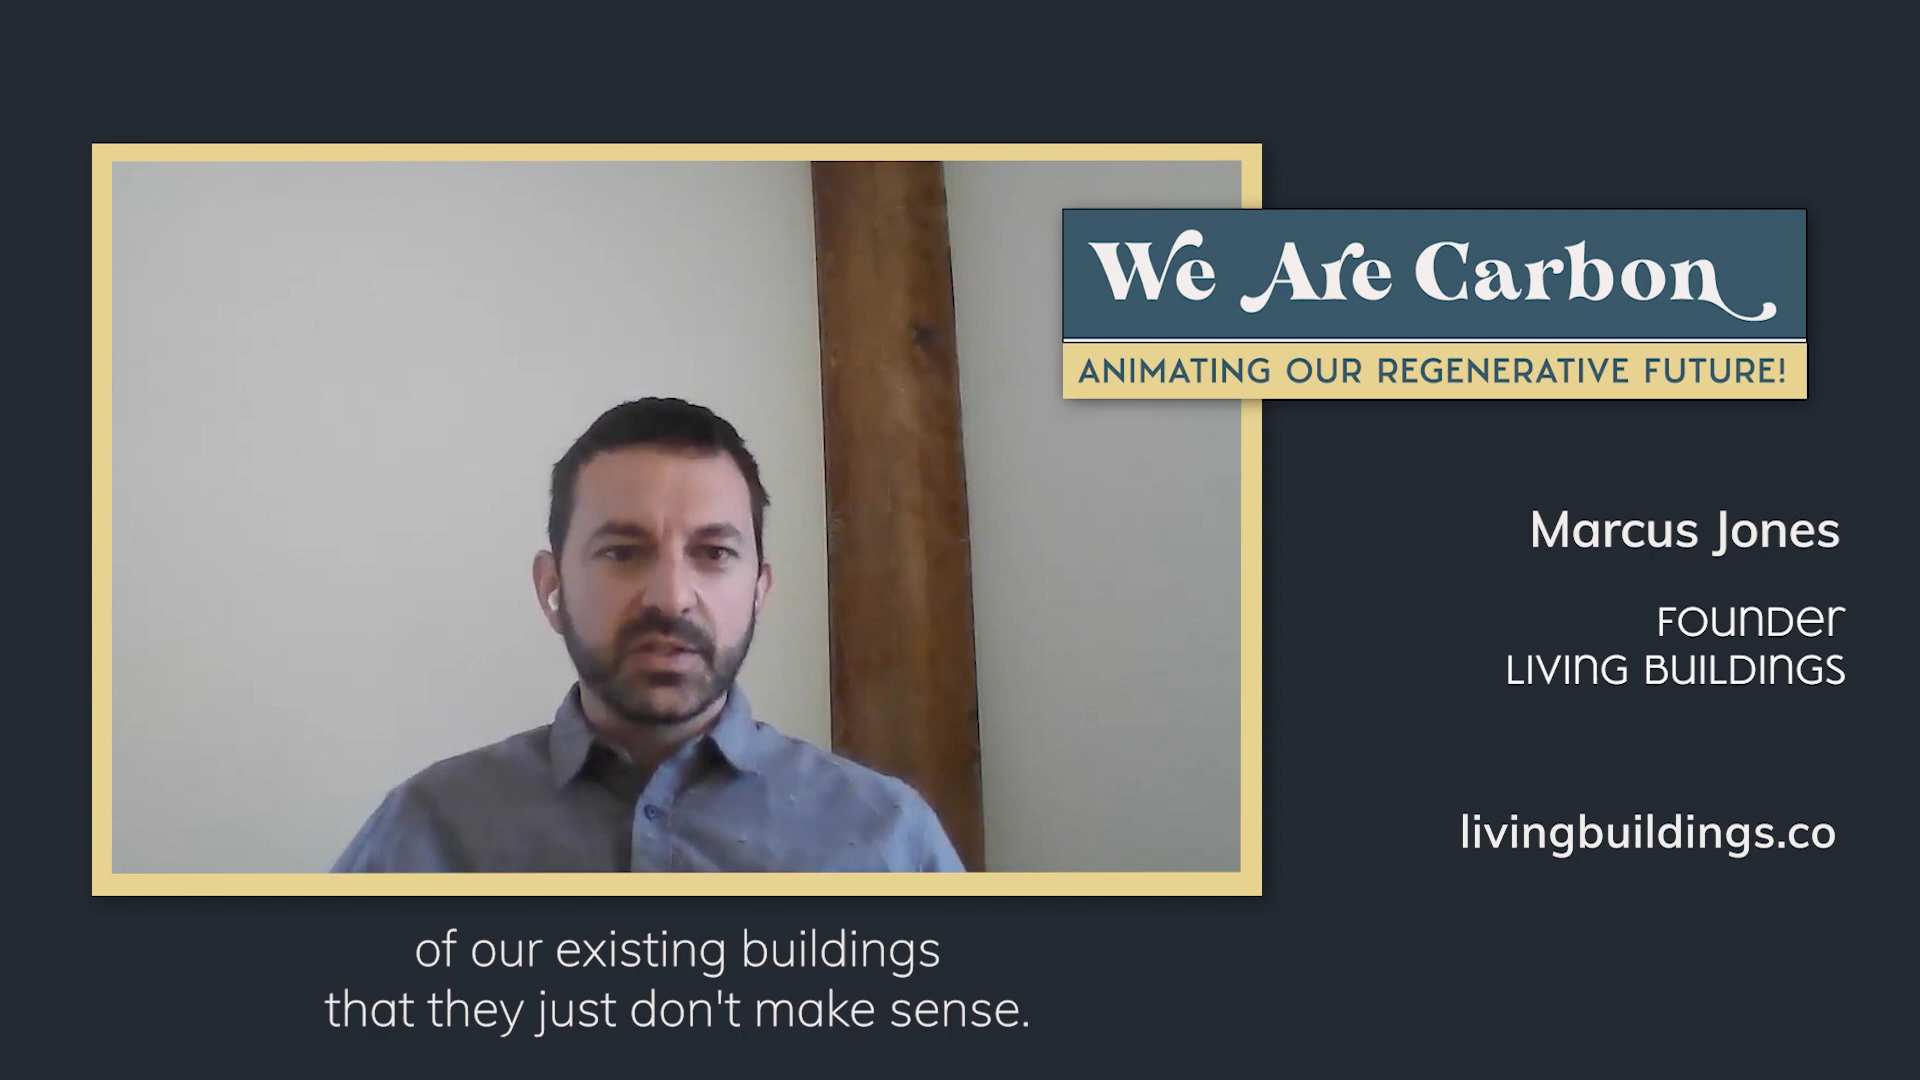 We Are Carbon
ANIMATING OUR REGENERATIVE FUTURE!
Marcus Jones
FOUNDER
LIVING BUILDINGS
livingbuildings.co
of our existing buildings
that they just don't make sense.